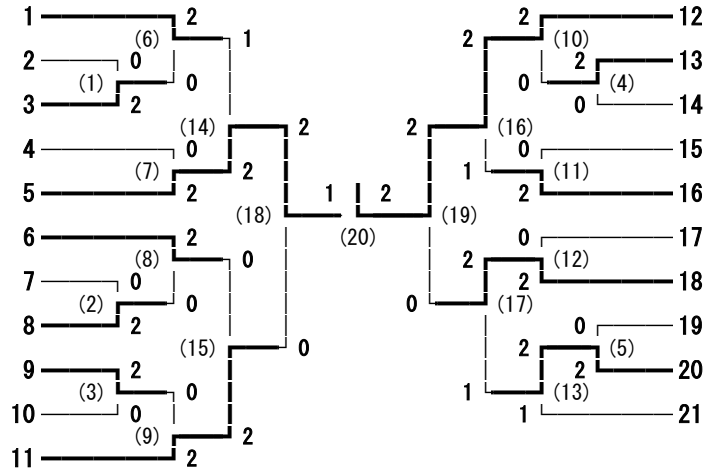 1 2 2 12
(6) 1 2 (10)
2 0 2 13
(1) 0 0 (4)
3 2 0 14
(14) 2 2 (16)
4 0 0 15
(7) 2 1 (11)
5 2 2 16
1 2
(18) (19)
(20)
6 2 0 17
(8) 0 2 (12)
7 0 2 18
(2) 0 0 (17)
8 2 0 19
(15) 0 2 (5)
9 2 2 20
(3) 0 1 (13)
10 0 1 21
(9) 2
11 2